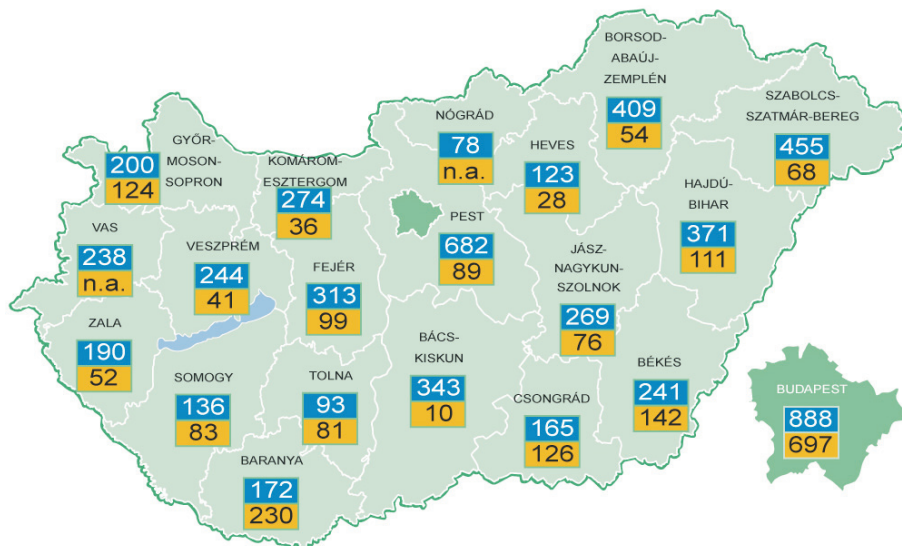 BORSOD-
ABAÚJ-
ZEMPLÉN
409
54
SZABOLCS-
SZATMÁR-BEREG
455
68
NÓGRÁD
78
n.a.
HEVES
123
28
GYŐR-
MOSON-
SOPRON
200
124
KOMÁROM-
ESZTERGOM
274
36
HAJDÚ-
BIHAR
371
111
VAS
238
n.a.
VESZPRÉM
244
41
PEST
682
89
FEJÉR
313
99
JÁSZ-
NAGYKUN-
SZOLNOK
269
76
ZALA
190
52
BÁCS-
KISKUN
343
10
SOMOGY
136
83
TOLNA
93
81
CSONGRÁD
165
126
BÉKÉS
241
142
BUDAPEST
888
697
BARANYA
172
230